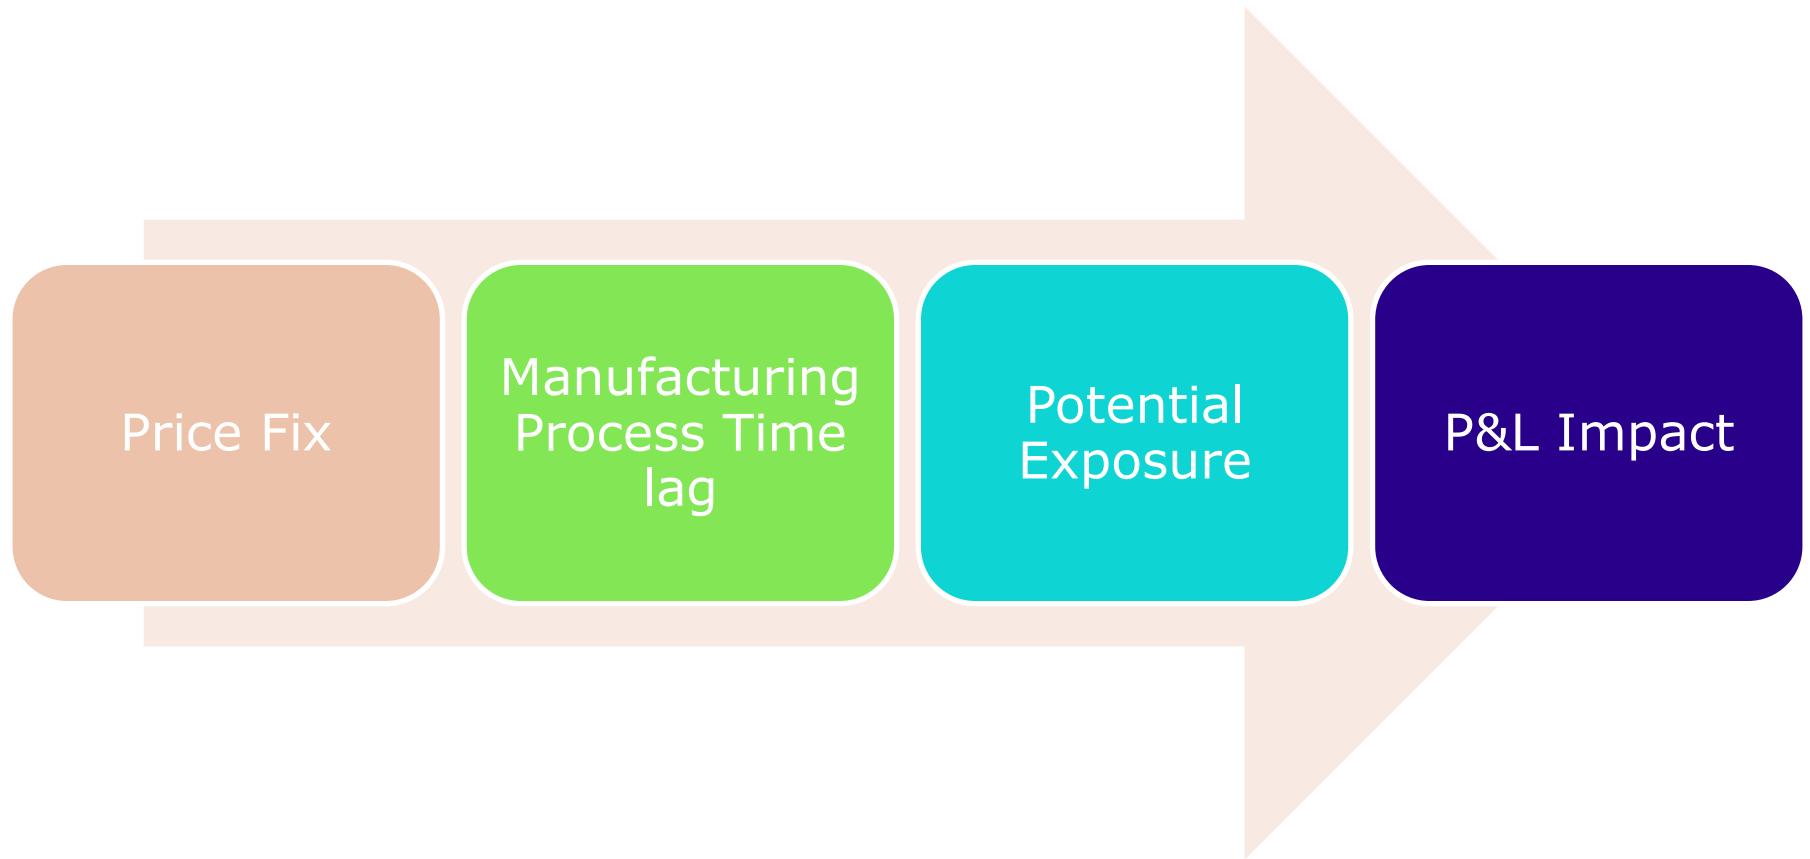 Price Fix
Manufacturing
Process Time
lag
Potential
Exposure
P&L Impact